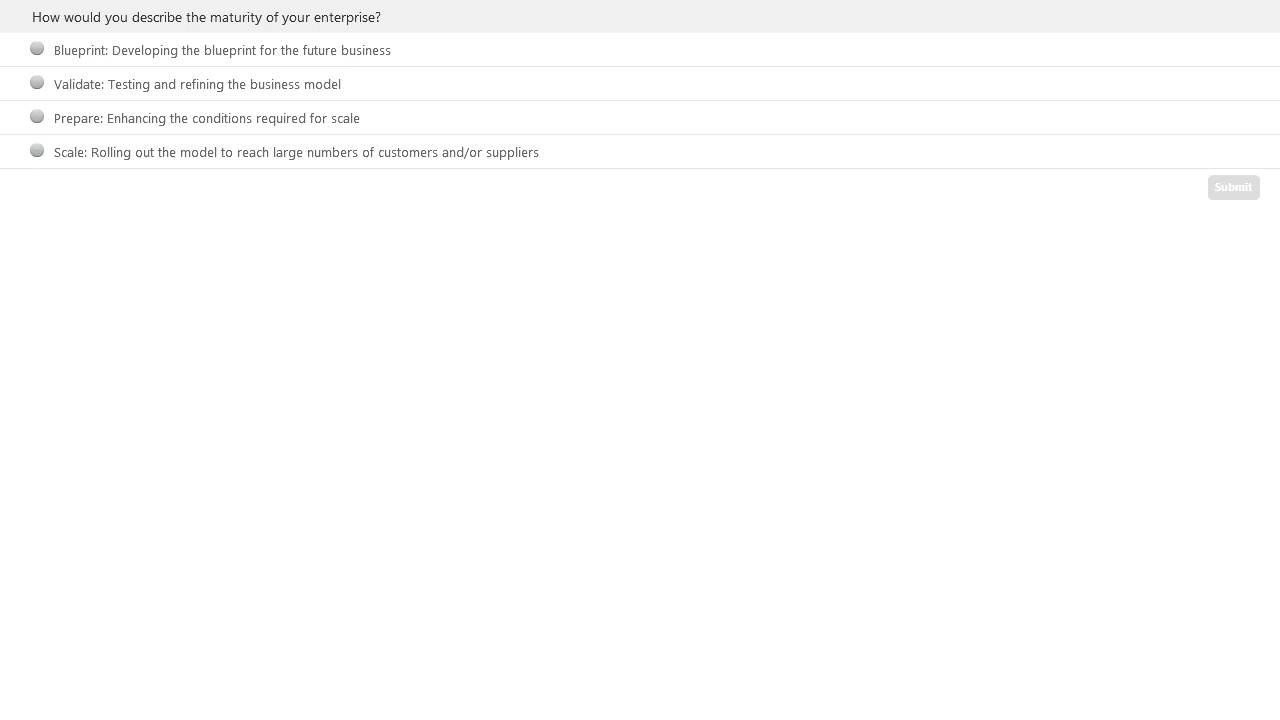 How would you describe the maturity of your enterprise?
Blueprint: Developing the blueprint for the future business
Validate: Testing and refining the business model
Prepare: Enhancing the conditions required for scale
Scale: Rolling out the model to reach large numbers of customers and/or suppliers
Submit